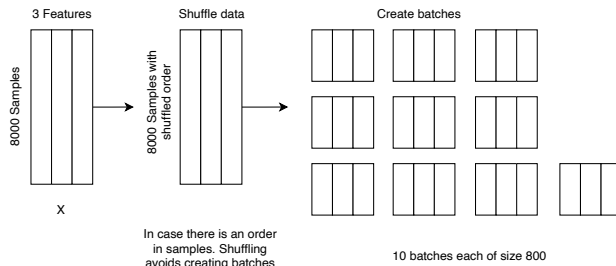 3 Features
Shuffle data
Create batches
8000 Samples
8000 Samples with
shuffled order
X
In case there is an order
in samples. Shuffling
avoids creating batches
10 batches each of size 800